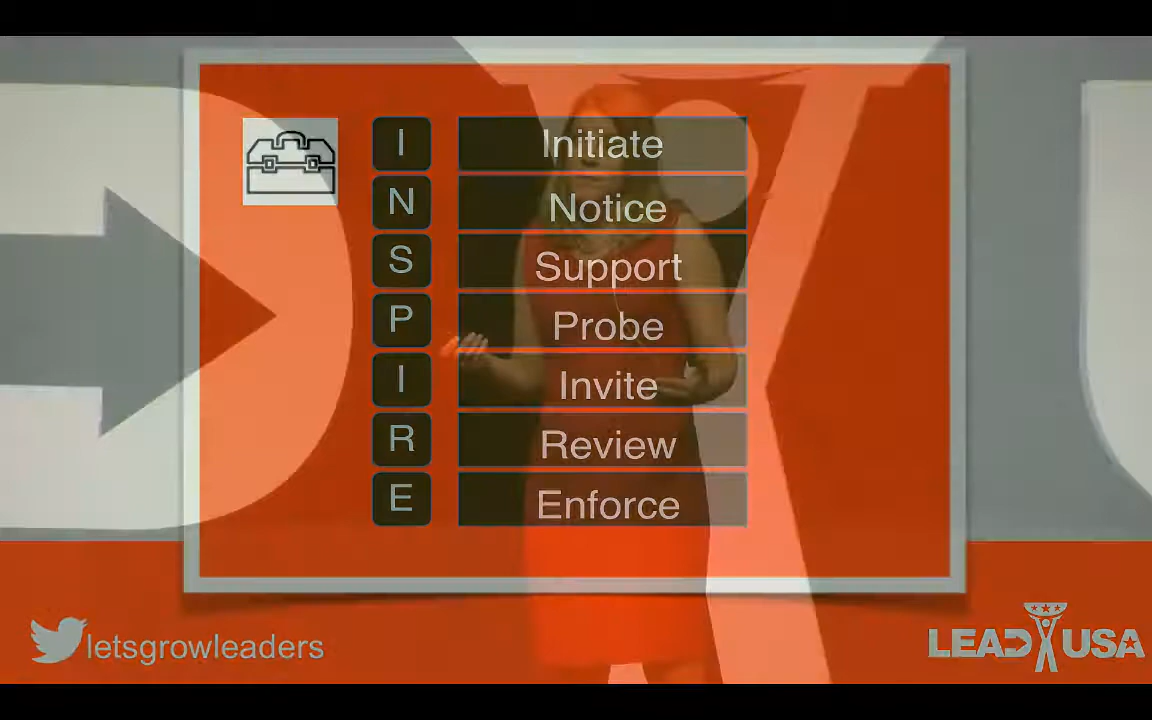 I Initiate
N Notice
S Support
P Probe
I Invite
R Review
E Enforce
letsgrowleaders
LEAD USA